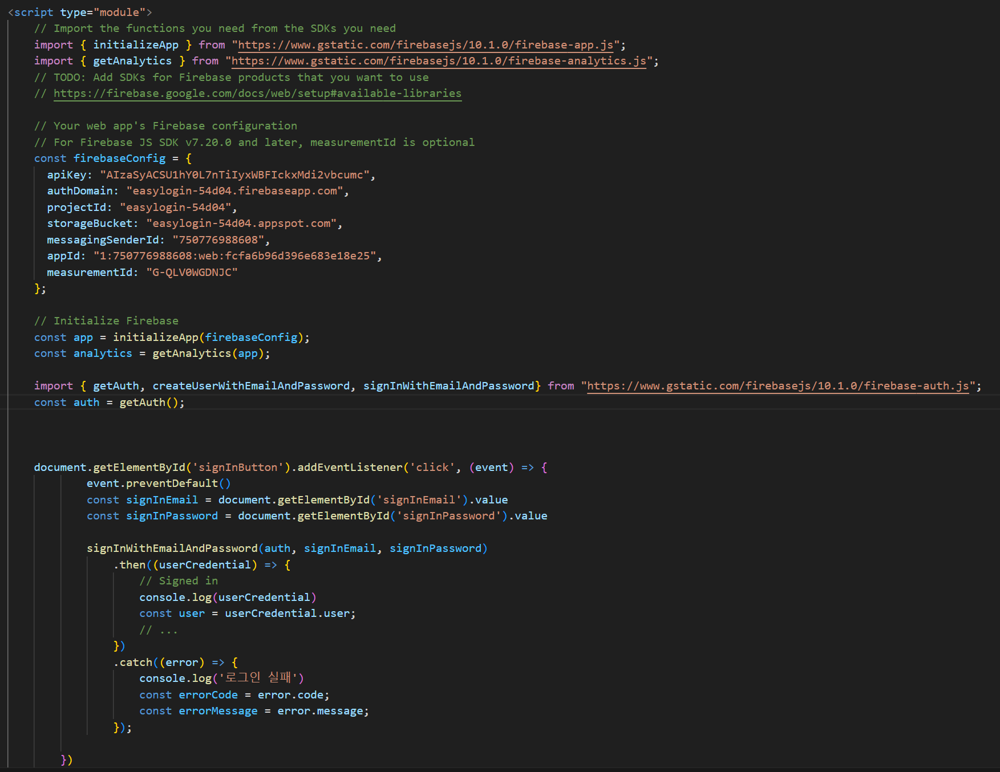 <script type="module">
// Import the functions you need from the SDKs you need
import { initializeApp } from "https://www.gstatic.com/firebasejs/10.1.0/firebase-app.js";
import { getAnalytics } from "https://www.gstatic.com/firebasejs/10.1.0/firebase-analytics.js";
// TODO: Add SDKs for Firebase products that you want to use
// https://firebase.google.com/docs/web/setup#available-libraries
// Your web app's Firebase configuration
// For Firebase JS SDK v7.20.0 and later, measurementId is optional
const firebaseConfig = {
apiKey: "AIzaSyACSU1hY0L7nTiIyxWBFIckxMdi2vbcumc",
authDomain: "easylogin-54d04.firebaseapp.com",
projectId: "easylogin-54d04",
storageBucket: "easylogin-54d04.appspot.com",
messagingSenderId: "750776988608",
appId: "1:750776988608:web:fcfa6b96d396e683e18e25",
measurementId: "G-QLV0WGDNJC"
};
// Initialize Firebase
const app = initializeApp(firebaseConfig);
const analytics = getAnalytics(app);
import { getAuth, createUserWithEmailAndPassword, signInWithEmailAndPassword} from "https://www.gstatic.com/firebasejs/10.1.0/firebase-auth.js";
const auth = getAuth();
document.getElementById('signInButton').addEventListener('click', (event) => {
event.preventDefault()
const signInEmail = document.getElementById('signInEmail').value
const signInPassword = document.getElementById('signInPassword').value
signInWithEmailAndPassword(auth, signInEmail, signInPassword)
.then((userCredential) => {
// Signed in
console.log(userCredential)
const user = userCredential.user;
// ...
})
.catch((error) => {
console.log('로그인 실패')
const errorCode = error.code;
const errorMessage = error.message;
});
})